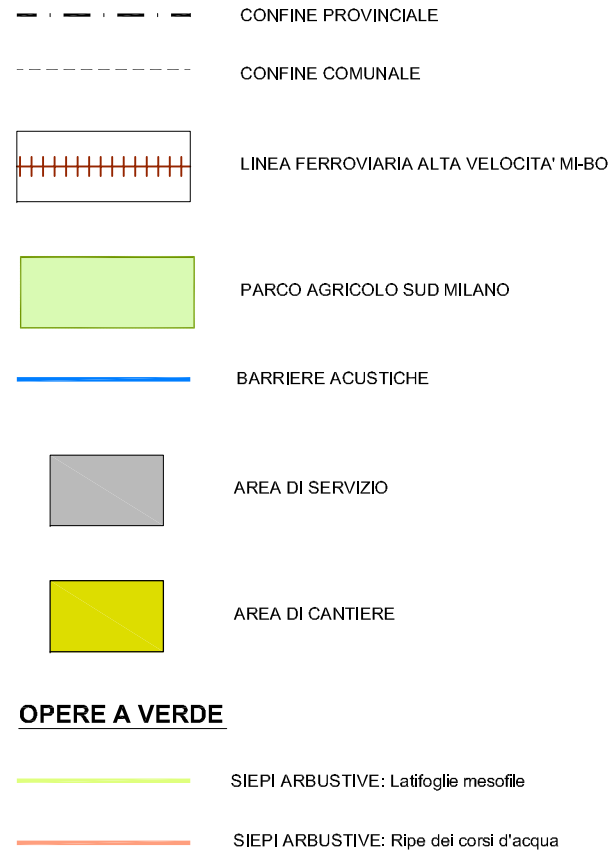 CONFINE PROVINCIALE
CONFINE COMUNALE
LINEA FERROVIARIA ALTA VELOCITA' MI-BO
PARCO AGRICOLO SUD MILANO
BARRIERE ACUSTICHE
AREA DI SERVIZIO
AREA DI CANTIERE
OPERE A VERDE
SIEPI ARBUSTIVE: Latifoglie mesofile
SIEPI ARBUSTIVE: Ripe dei corsi d'acqua